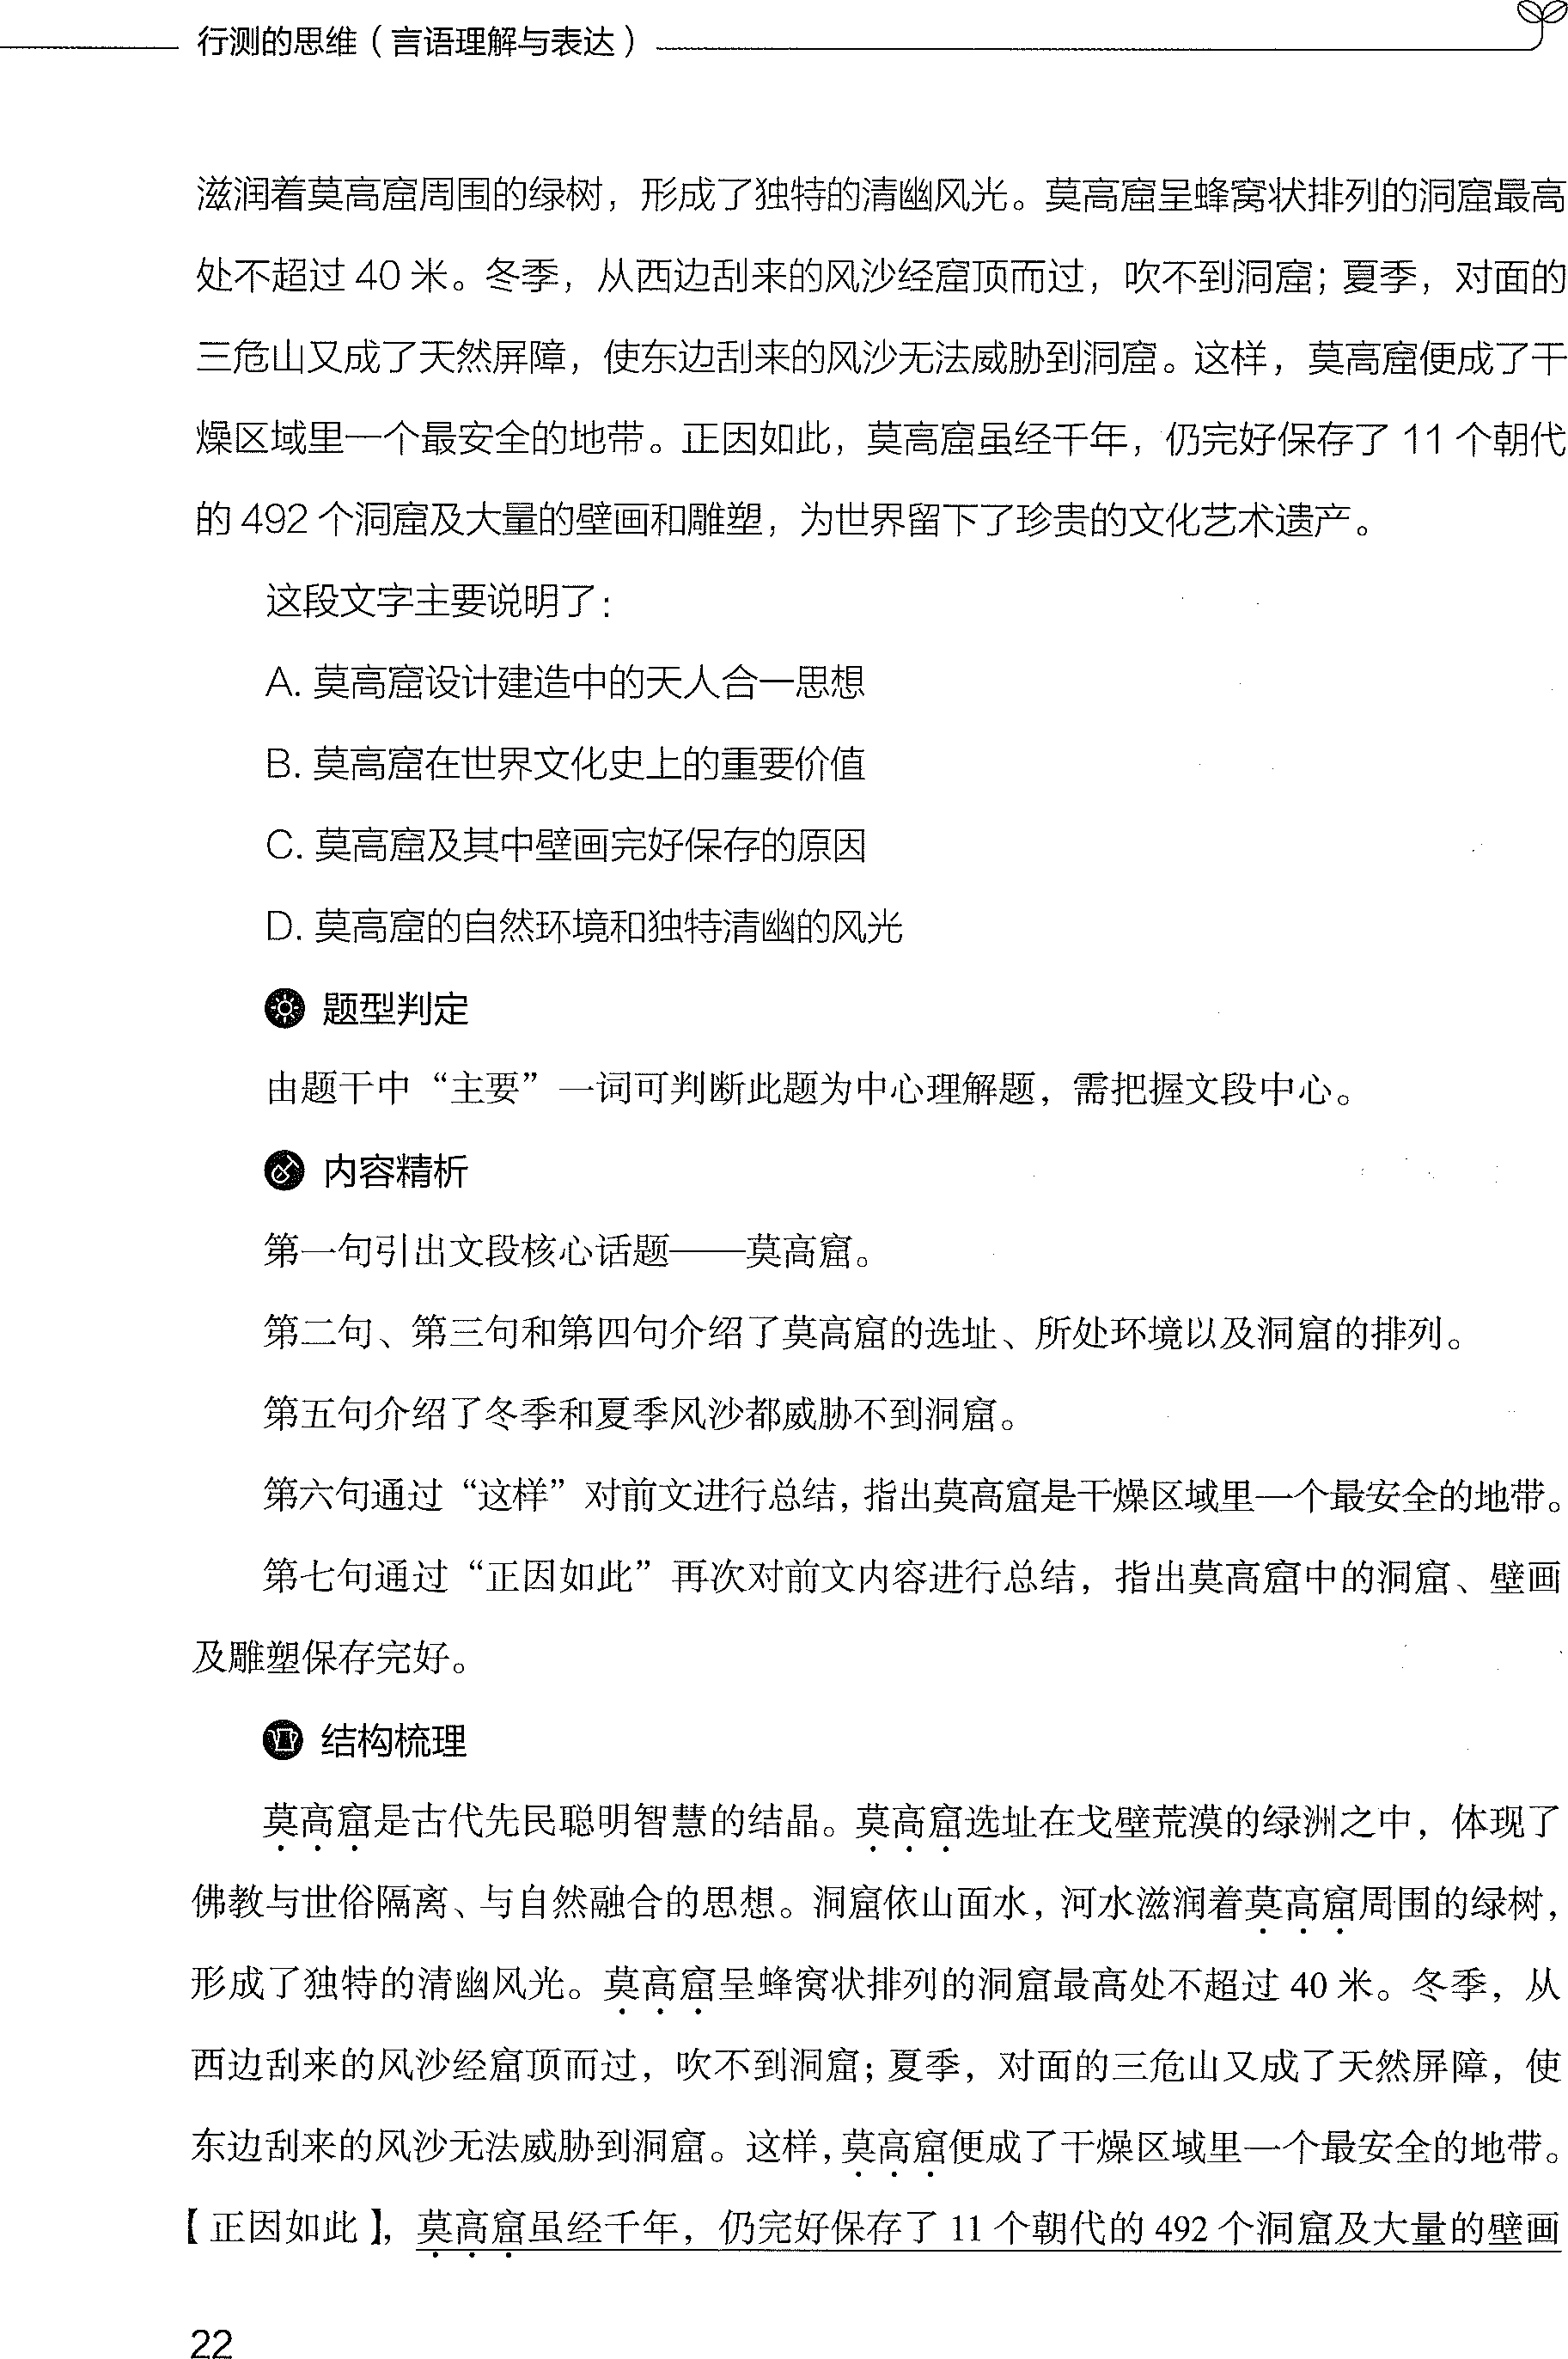 行测的思维（言语理解与表达）
滋润着莫高窟周围的绿树，形成了独特的清幽风光。莫高窟呈蜂窝状排列的洞窟最高
处不超过 40 米。冬季，从西边刮来的风沙经窟顶而过，吹不到洞窟；夏季，对面的
三危山又成了天然屏障，使东边刮来的风沙无法威胁到洞窟。这样，莫高窟便成了干
燥区域里一个最安全的地带。正因如此，莫高窟虽经千年，仍完好保存了 11 个朝代
的 492 个洞窟及大量的壁画和雕塑，为世界留下了珍贵的文化艺术遗产。
这段文字主要说明了：
A. 莫高窟设计建造中的天人合一思想
B. 莫高窟在世界文化史上的重要价值
C. 莫高窟及其中壁画完好保存的原因
D. 莫高窟的自然环境和独特清幽的风光
题型判定
由题干中“主要”一词可判断此题为中心理解题，需把握文段中心。
内容精析
第一句引出文段核心话题——莫高窟。
第二句、第三句和第四句介绍了莫高窟的选址、所处环境以及洞窟的排列。
第五句介绍了冬季和夏季风沙都威胁不到洞窟。
第六句通过“这样”对前文进行总结，指出莫高窟是干燥区域里一个最安全的地带。
第七句通过“正因如此”再次对前文内容进行总结，指出莫高窟中的洞窟、壁画
及雕塑保存完好。
结构梳理
莫高窟是古代先民聪明智慧的结晶。莫高窟选址在戈壁荒漠的绿洲之中，体现了
佛教与世俗隔离、与自然融合的思想。洞窟依山面水，河水滋润着莫高窟周围的绿树，
形成了独特的清幽风光。莫高窟呈蜂窝状排列的洞窟最高处不超过 40 米。冬季，从
西边刮来的风沙经窟顶而过，吹不到洞窟；夏季，对面的三危山又成了天然屏障，使
东边刮来的风沙无法威胁到洞窟。这样，莫高窟便成了干燥区域里一个最安全的地带。
【正因如此】，莫高窟虽经千年，仍完好保存了 11 个朝代的 492 个洞窟及大量的壁画
22